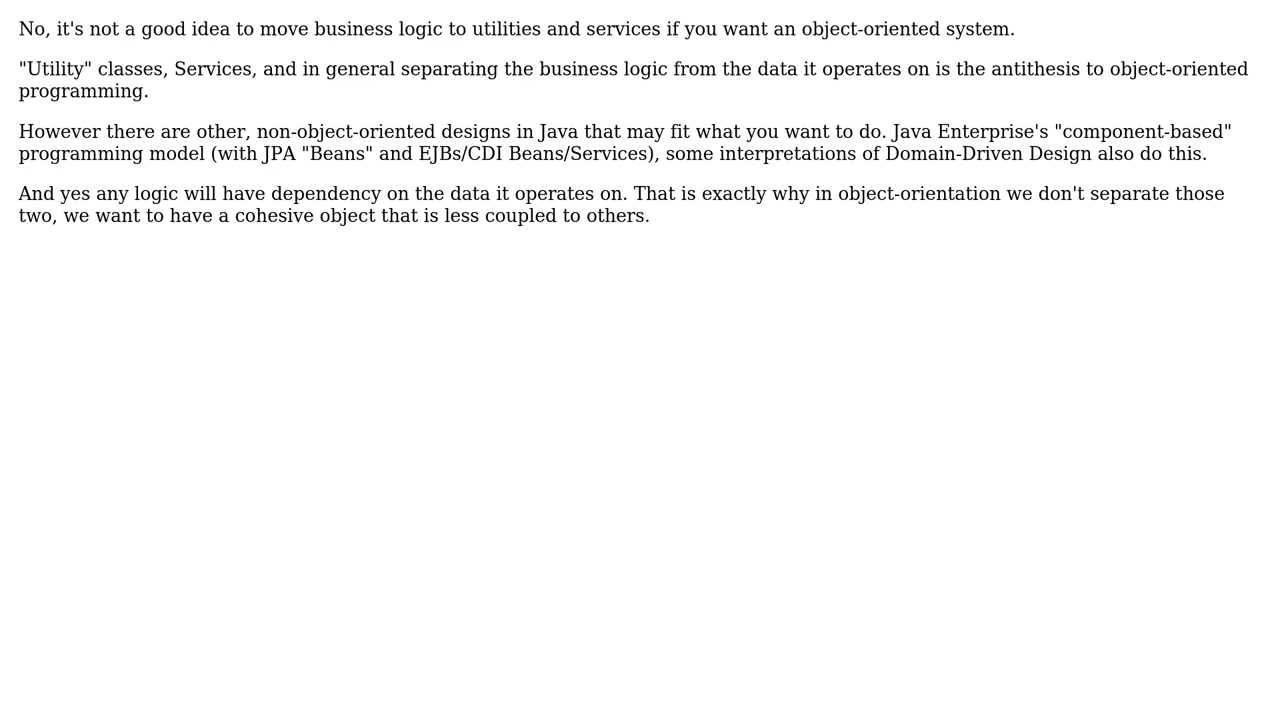 No, it's not a good idea to move business logic to utilities and services if you want an object-oriented system.
"Utility" classes, Services, and in general separating the business logic from the data it operates on is the antithesis to object-oriented
programming.
However there are other, non-object-oriented designs in Java that may fit what you want to do. Java Enterprise's "component-based"
programming model (with JPA "Beans" and EJBs/CDI Beans/Services), some interpretations of Domain-Driven Design also do this.
And yes any logic will have dependency on the data it operates on. That is exactly why in object-orientation we don't separate those
two, we want to have a cohesive object that is less coupled to others.